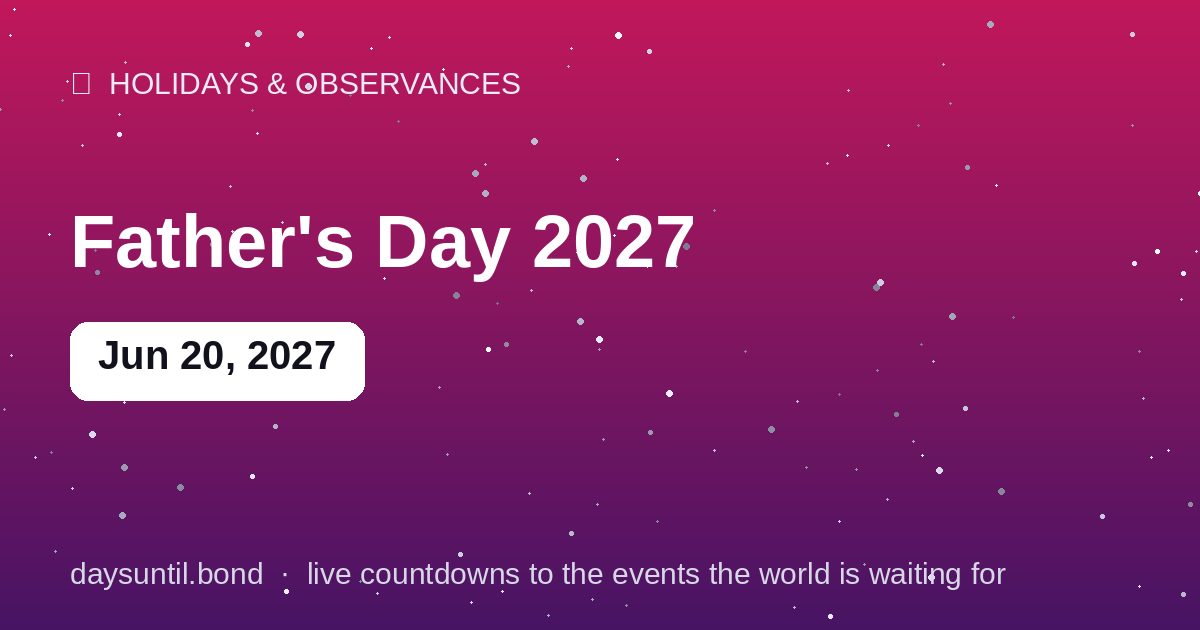 HOLIDAYS & OBSERVANCES
Father's Day 2027
Jun 20, 2027
daysuntil.bond · live countdowns to the events the world is waiting for